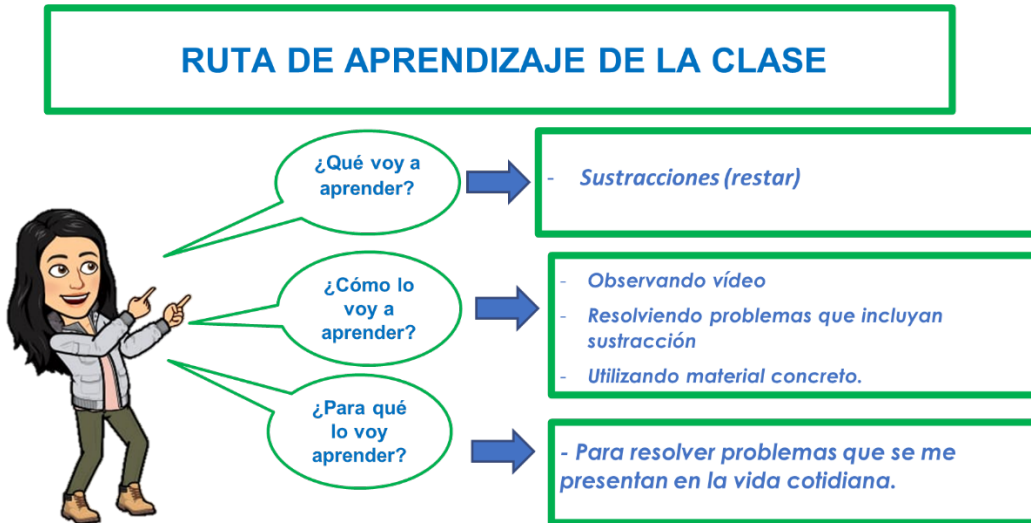 RUTA DE APRENDIZAJE DE LA CLASE
¿Qué voy a
aprender?
- Sustracciones (restar)
¿Cómo lo
voy a
aprender?
- Observando vídeo
- Resolviendo problemas que incluyan
sustracción
- Utilizando material concreto.
¿Para qué
lo voy
aprender?
- Para resolver problemas que se me
presentan en la vida cotidiana.